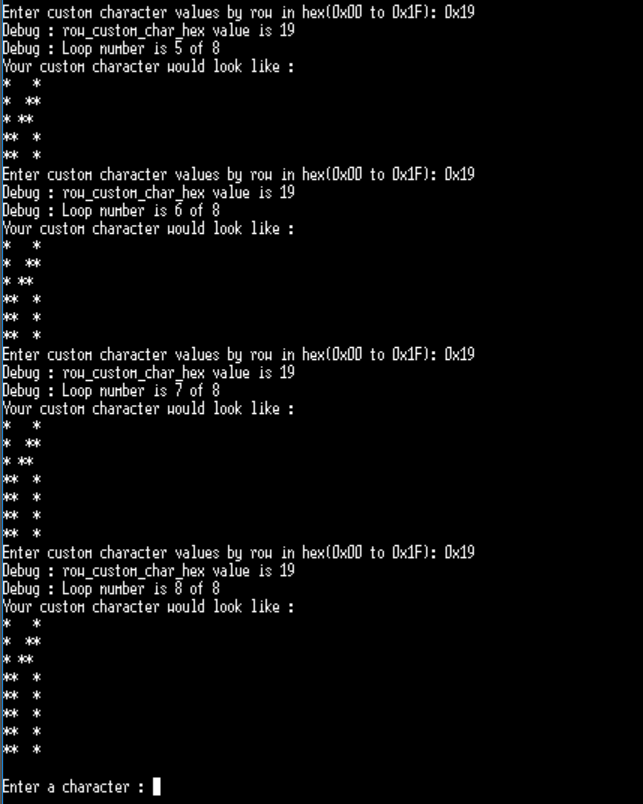 Enter custom character values by row in hex(0x00 to 0x1F): 0x19
Debug : row_custom_char_hex value is 19
Debug : Loop number is 5 of 8
Your custom character would look like :
*   *
*  **
* **
**  *
**  *
Enter custom character values by row in hex(0x00 to 0x1F): 0x19
Debug : row_custom_char_hex value is 19
Debug : Loop number is 6 of 8
Your custom character would look like :
*   *
*  **
* **
**  *
**  *
**  *
Enter custom character values by row in hex(0x00 to 0x1F): 0x19
Debug : row_custom_char_hex value is 19
Debug : Loop number is 7 of 8
Your custom character would look like :
*   *
*  **
* **
**  *
**  *
**  *
**  *
Enter custom character values by row in hex(0x00 to 0x1F): 0x19
Debug : row_custom_char_hex value is 19
Debug : Loop number is 8 of 8
Your custom character would look like :
*   *
*  **
* **
**  *
**  *
**  *
**  *
**  *
Enter a character :